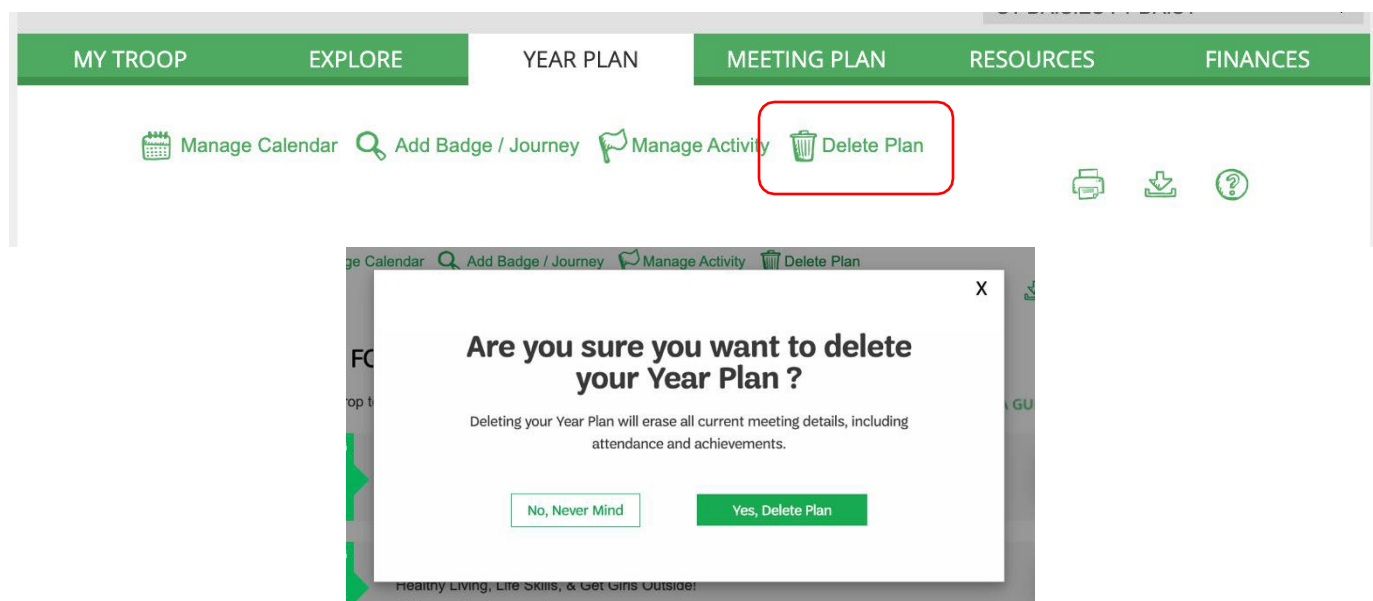 MY TROOP EXPLORE YEAR PLAN MEETING PLAN RESOURCES FINANCES
Manage Calendar Add Badge / Journey Manage Activity Delete Plan
Calendar Add Badge / Journey Manage Activity Delete Plan
X
Are you sure you want to delete
your Year Plan ?
Deleting your Year Plan will erase all current meeting details, including
attendance and achievements.
No, Never Mind Yes, Delete Plan
Healthy Living, Life Skills, & Get Girls Outside!